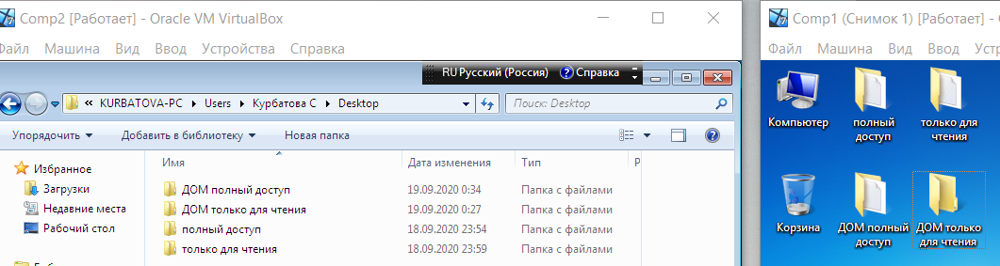 Comp2 [Работает] - Oracle VM VirtualBox
Файл Машина Вид Ввод Устройства Справка
RU Русский (Россия) Справка
« KURBATOVA-PC Users Курбатова С Desktop
Поиск: Desktop
Упорядочить Добавить в библиотеку Новая папка
Избранное
Загрузки
Недавние места
Рабочий стол
Имя Дата изменения Тип Р
ДОМ полный доступ 19.09.2020 0:34 Папка с файлами
ДОМ только для чтения 19.09.2020 0:27 Папка с файлами
полный доступ 18.09.2020 23:54 Папка с файлами
только для чтения 18.09.2020 23:59 Папка с файлами
Comp1 (Снимок 1) [Работает] - Oracle
Файл Машина Вид Ввод Уст
Компьютер
полный
доступ
только для
чтения
Корзина
ДОМ полный
доступ
ДОМ только
для чтения